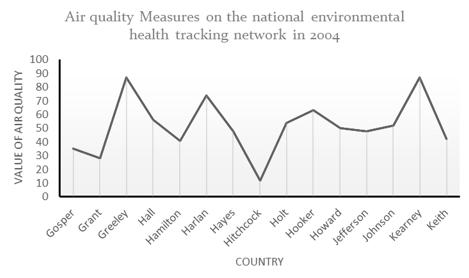 Air quality Measures on the national environmental
health tracking network in 2004
VALUE OF AIR QUALITY
100
90
80
70
60
50
40
30
20
10
0
Gosper
Grant
Greeley
Hall
Hamilton
Harlan
Hayes
Hitchcock
Holt
Hooker
Howard
Jefferson
Johnson
Kearney
Keith
COUNTRY